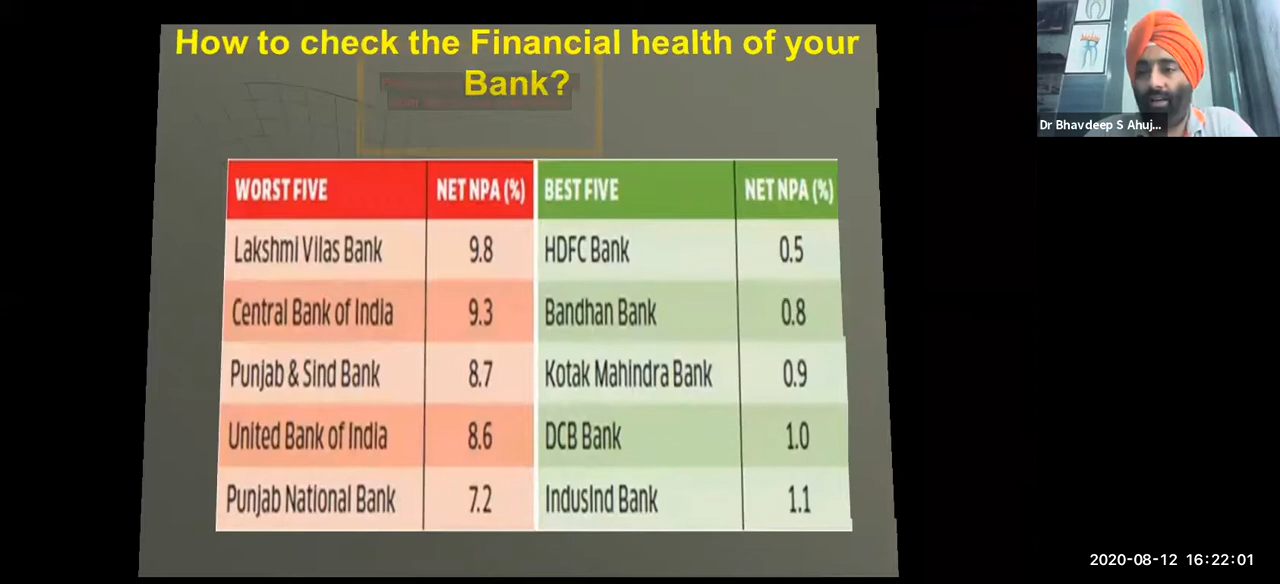 How to check the Financial health of your
Bank?
WORST FIVE NET NPA (%) BEST FIVE NET NPA (%)
Lakshmi Vilas Bank 9.8 HDFC Bank 0.5
Central Bank of India 9.3 Bandhan Bank 0.8
Punjab & Sind Bank 8.7 Kotak Mahindra Bank 0.9
United Bank of India 8.6 DCB Bank 1.0
Punjab National Bank 7.2 IndusInd Bank 1.1
Dr Bhavdeep S Ahuj...
2020-08-12 16:22:01